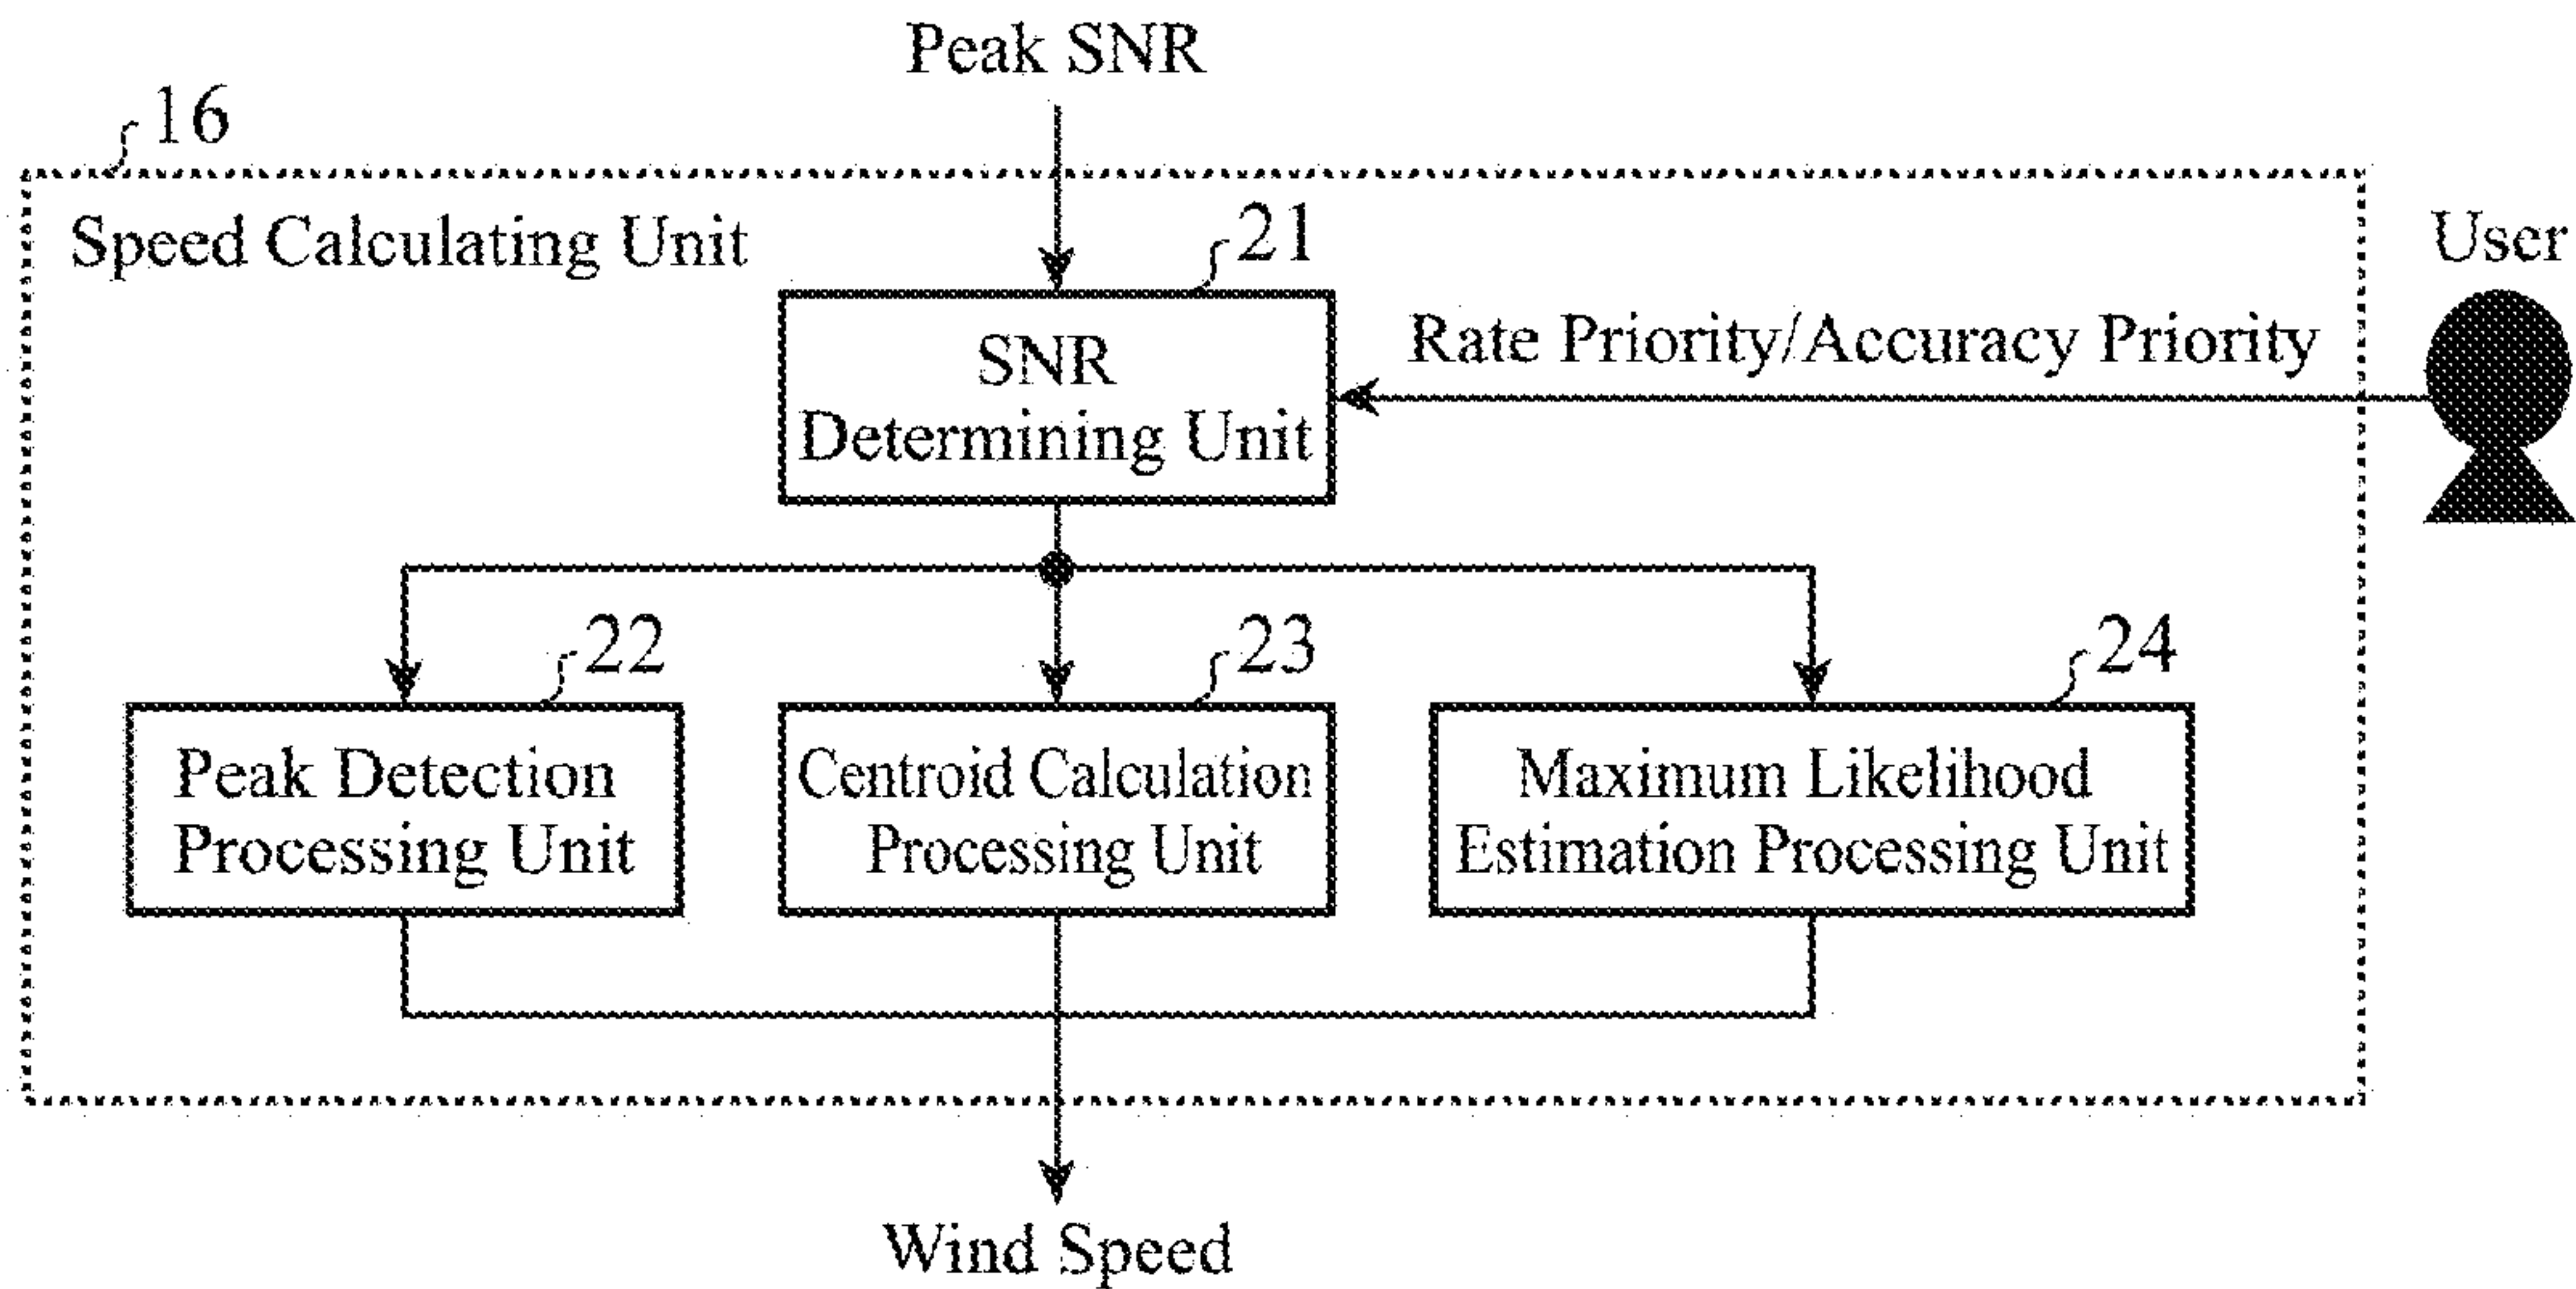 Peak SNR
16
Speed Calculating Unit
21
User
SNR
Determining Unit
Rate Priority/Accuracy Priority
22
23
24
Peak Detection
Processing Unit
Centroid Calculation
Processing Unit
Maximum Likelihood
Estimation Processing Unit
Wind Speed